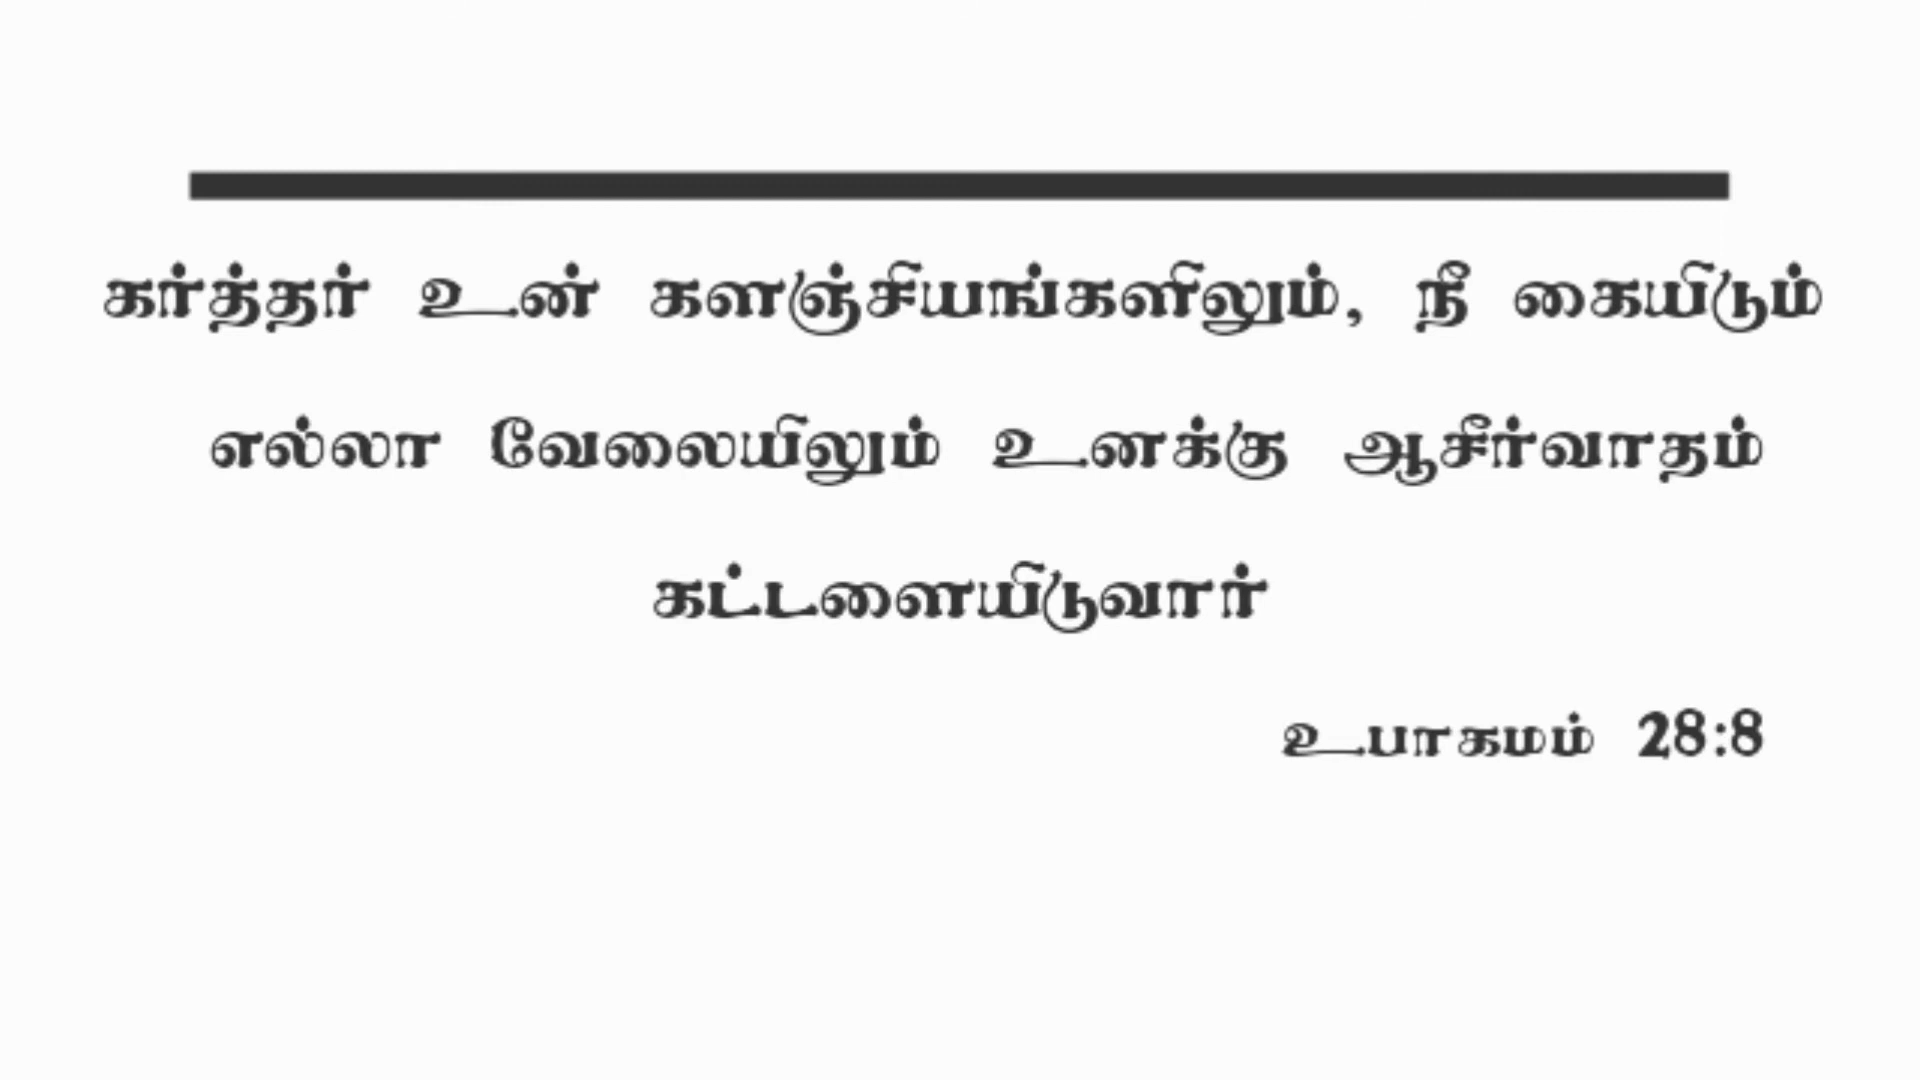 கர்த்தர் உன் களஞ்சியங்களிலும், நீ கையிடும்
எல்லா வேலையிலும் உனக்கு ஆசீர்வாதம்
கட்டளையிடுவார்
உபாகமம் 28:8